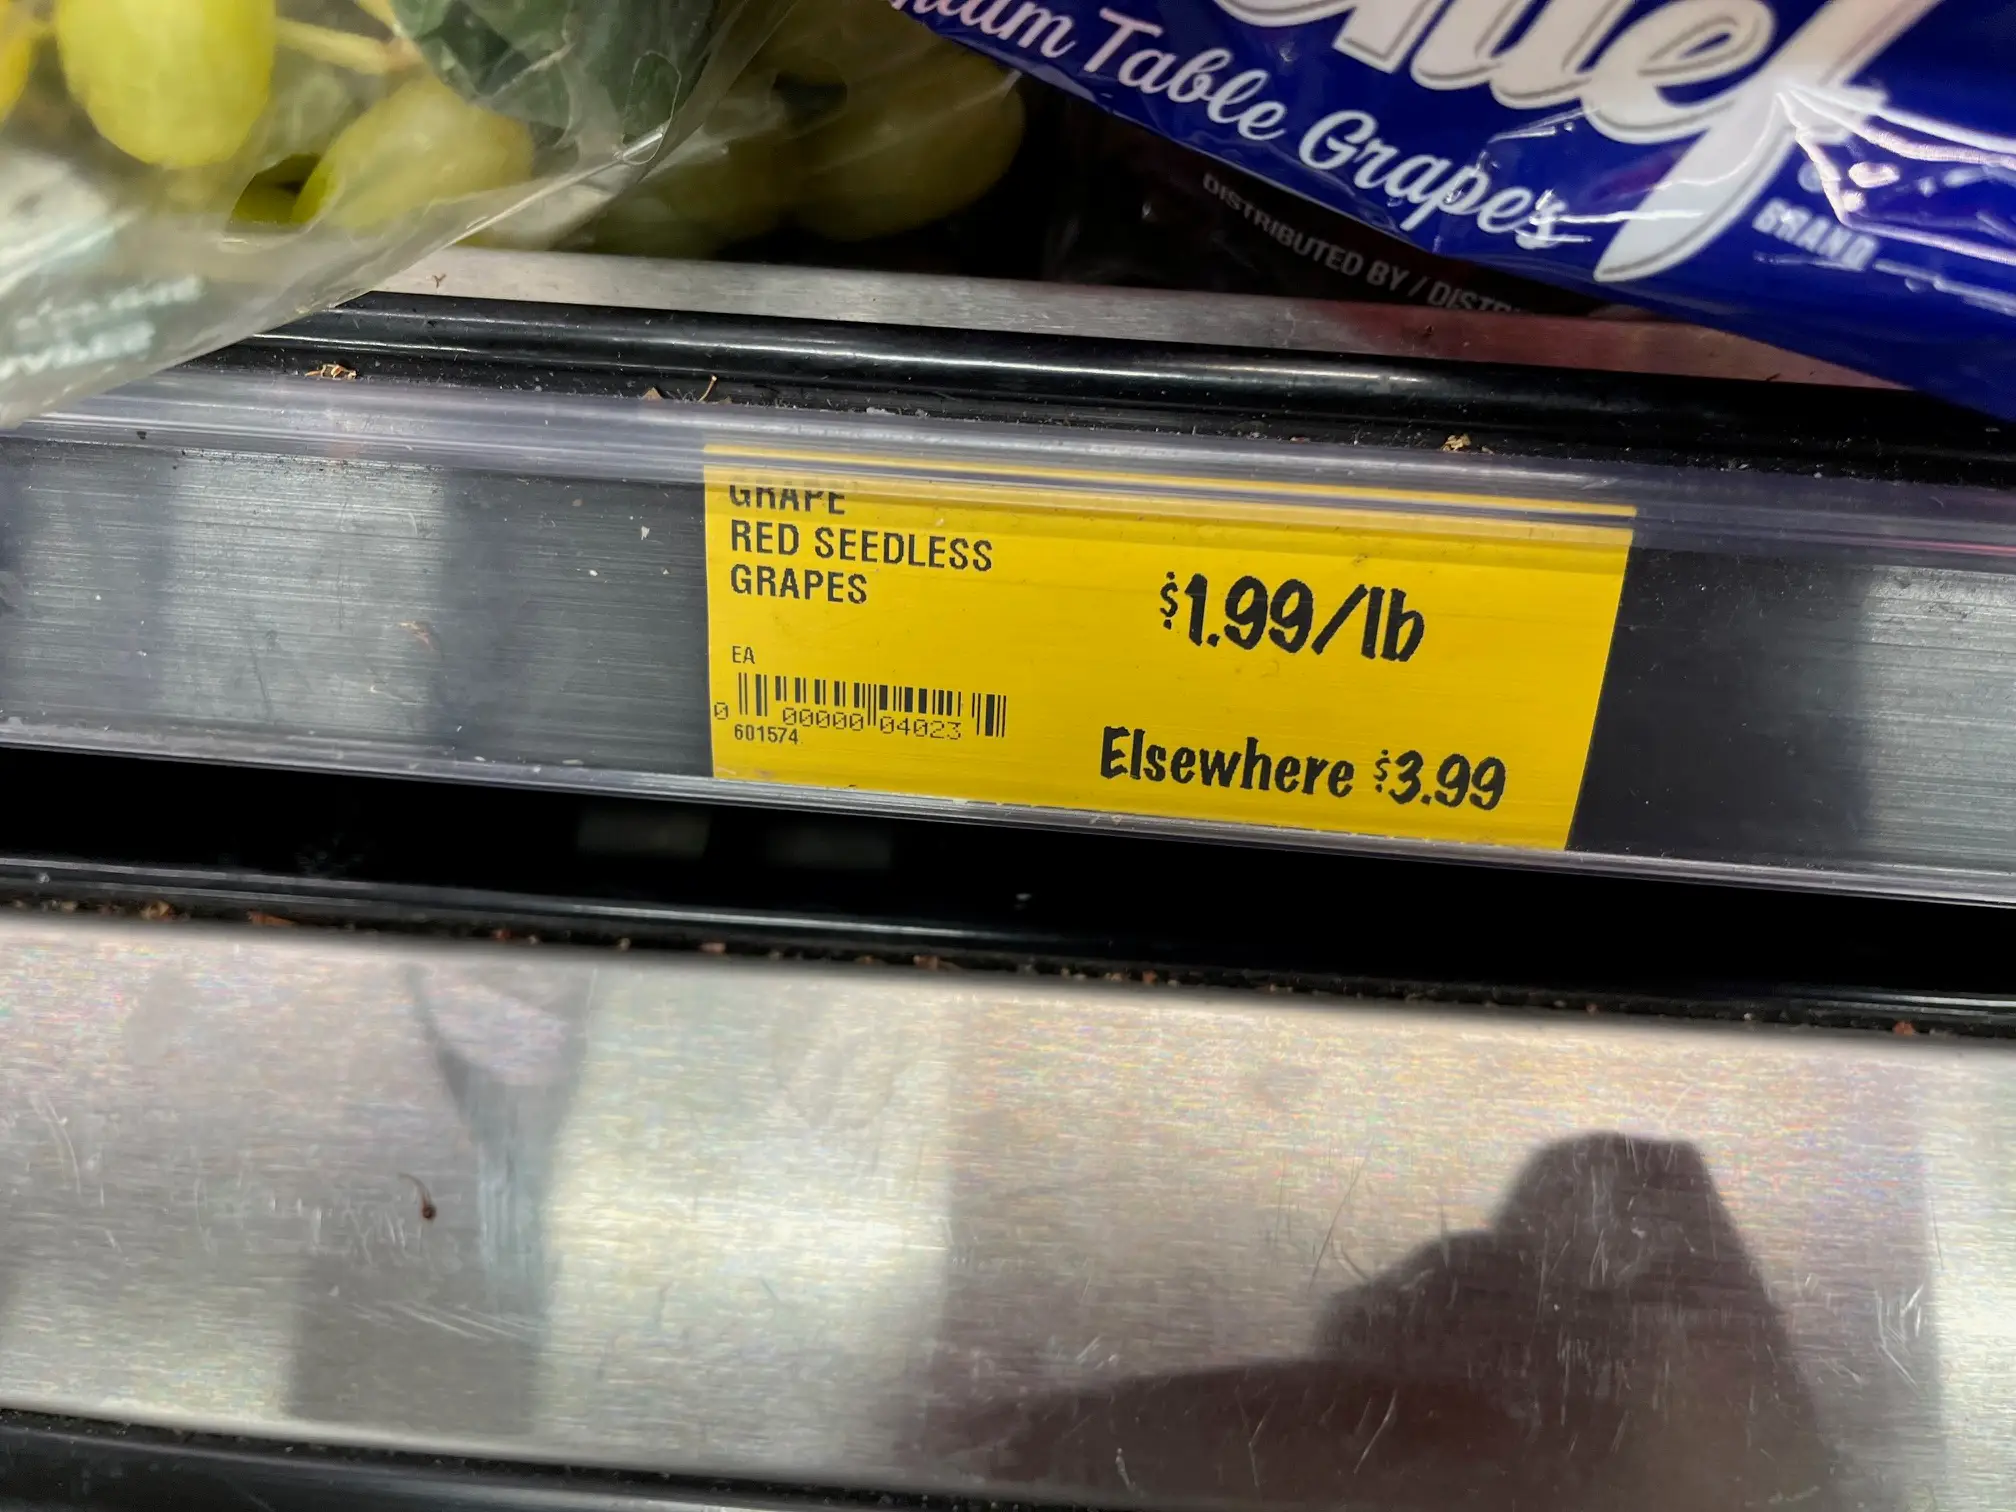 Table Grapes
BRAND
DISTRIBUTED BY /
GRAPE
RED SEEDLESS
GRAPES
$1.99/lb
EA
0 00000 04023
601574
Elsewhere $3.99